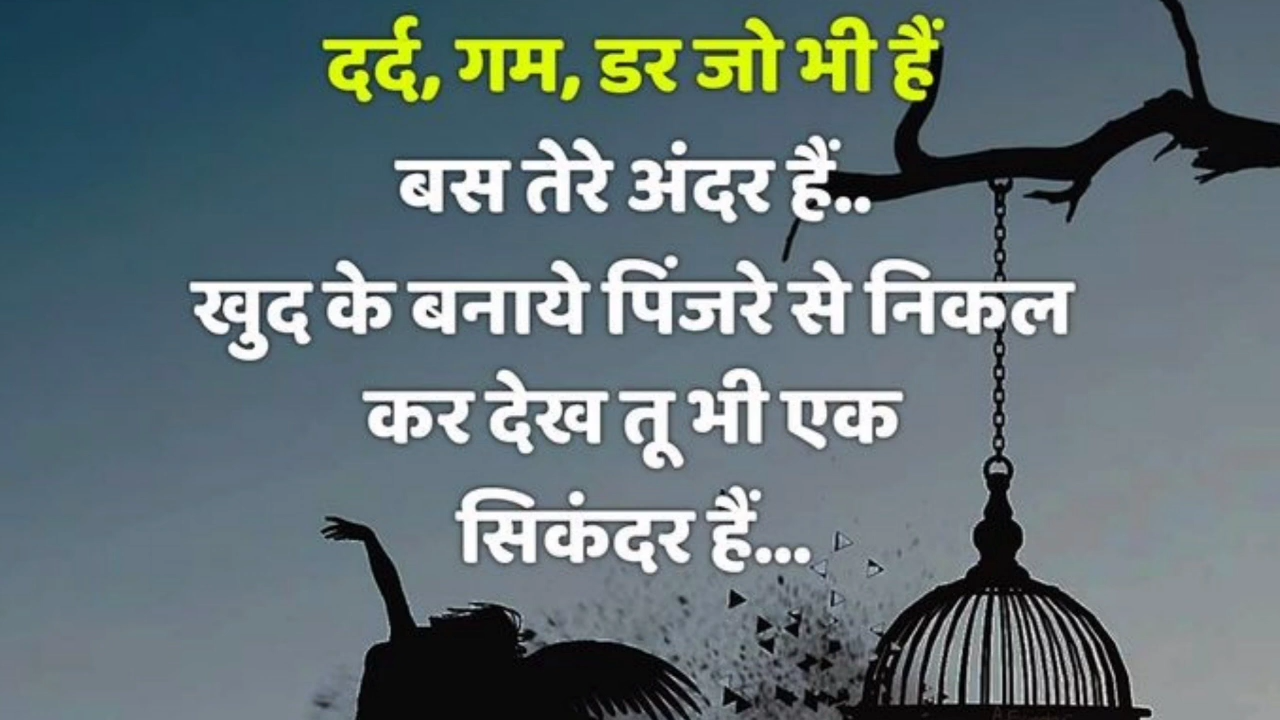 दर्द, गम, डर जो भी हैं
बस तेरे अंदर हैं..
खुद के बनाये पिंजरे से निकल
कर देख तू भी एक
सिकंदर हैं...